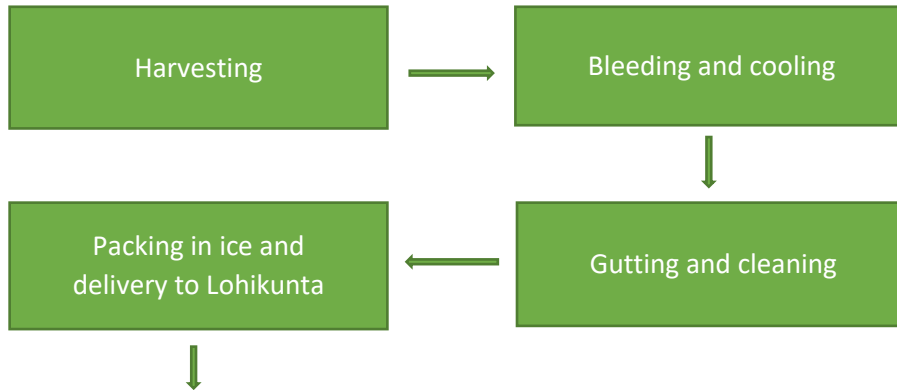 Harvesting
Bleeding and cooling
Gutting and cleaning
Packing in ice and
delivery to Lohikunta